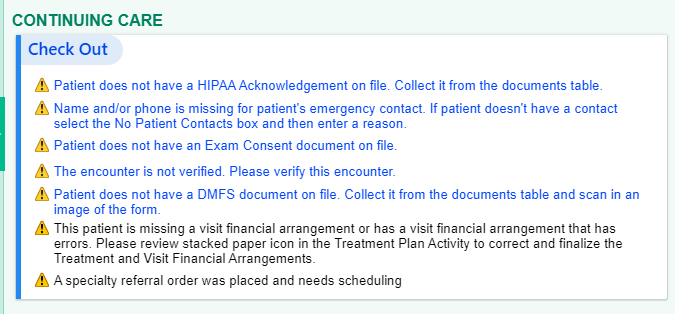 CONTINUING CARE
Check Out
Patient does not have a HIPAA Acknowledgement on file. Collect it from the documents table.
Name and/or phone is missing for patient's emergency contact. If patient doesn't have a contact
select the No Patient Contacts box and then enter a reason.
Patient does not have an Exam Consent document on file.
The encounter is not verified. Please verify this encounter.
Patient does not have a DMFS document on file. Collect it from the documents table and scan in an
image of the form.
This patient is missing a visit financial arrangement or has a visit financial arrangement that has
errors. Please review stacked paper icon in the Treatment Plan Activity to correct and finalize the
Treatment and Visit Financial Arrangements.
A specialty referral order was placed and needs scheduling